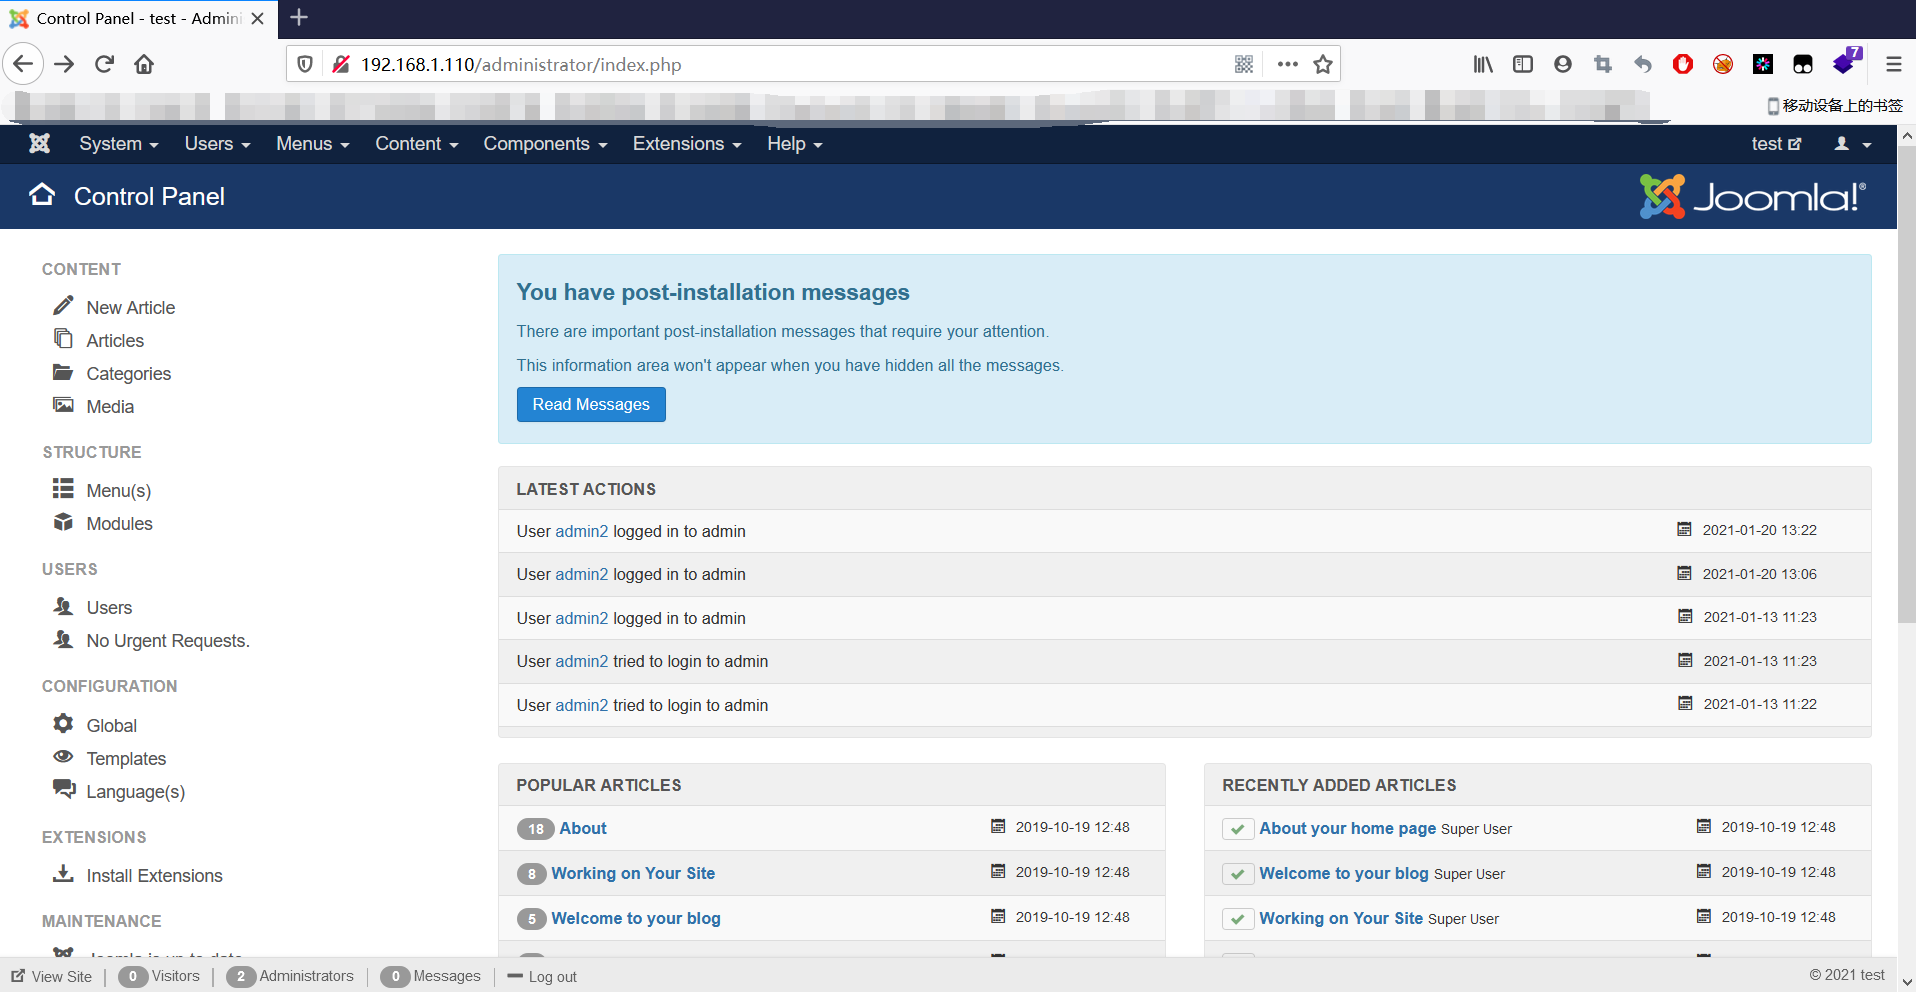 Control Panel - test - Admini
192.168.1.110/administrator/index.php
7
移动设备上的书签
System Users Menus Content Components Extensions Help test
Control Panel
Joomla!®
CONTENT
New Article
Articles
Categories
Media
STRUCTURE
Menu(s)
Modules
USERS
Users
No Urgent Requests.
CONFIGURATION
Global
Templates
Language(s)
EXTENSIONS
Install Extensions
MAINTENANCE
You have post-installation messages
There are important post-installation messages that require your attention.
This information area won't appear when you have hidden all the messages.
Read Messages
LATEST ACTIONS
User admin2 logged in to admin 2021-01-20 13:22
User admin2 logged in to admin 2021-01-20 13:06
User admin2 logged in to admin 2021-01-13 11:23
User admin2 tried to login to admin 2021-01-13 11:23
User admin2 tried to login to admin 2021-01-13 11:22
POPULAR ARTICLES
18 About 2019-10-19 12:48
8 Working on Your Site 2019-10-19 12:48
5 Welcome to your blog 2019-10-19 12:48
RECENTLY ADDED ARTICLES
About your home page Super User 2019-10-19 12:48
Welcome to your blog Super User 2019-10-19 12:48
Working on Your Site Super User 2019-10-19 12:48
View Site 0 Visitors 2 Administrators 0 Messages Log out © 2021 test